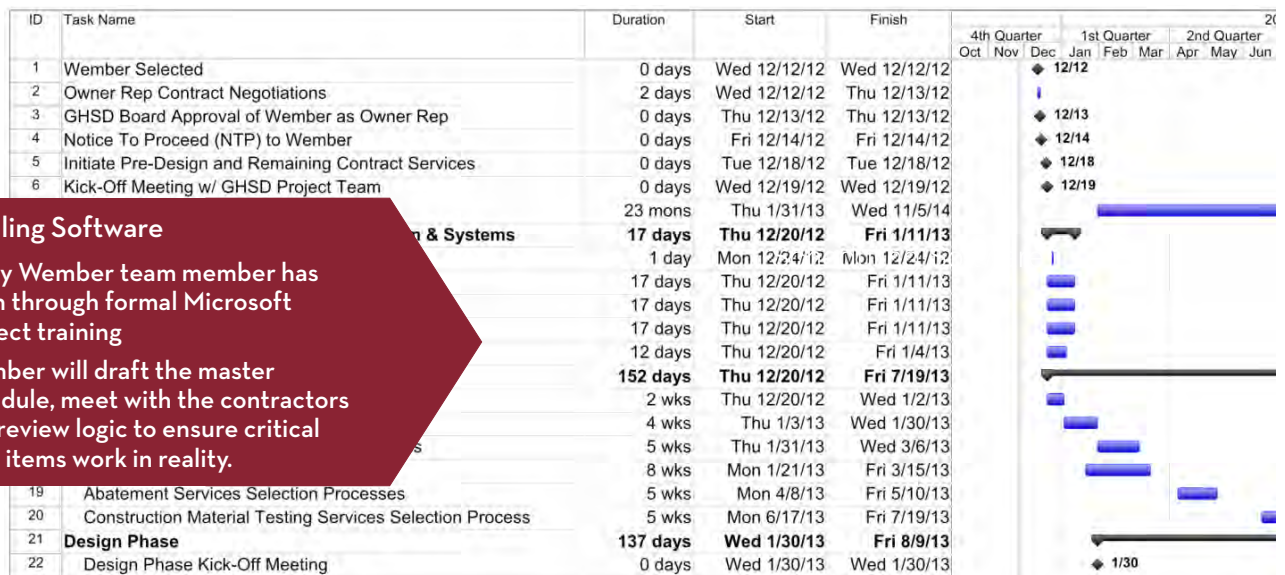 ID Task Name Duration Start Finish
4th Quarter 1st Quarter 2nd Quarter
Oct Nov Dec Jan Feb Mar Apr May Jun
1 Wember Selected 0 days Wed 12/12/12 Wed 12/12/12 12/12
2 Owner Rep Contract Negotiations 2 days Wed 12/12/12 Thu 12/13/12
3 GHSD Board Approval of Wember as Owner Rep 0 days Thu 12/13/12 Thu 12/13/12 12/13
4 Notice To Proceed (NTP) to Wember 0 days Fri 12/14/12 Fri 12/14/12 12/14
5 Initiate Pre-Design and Remaining Contract Services 0 days Tue 12/18/12 Tue 12/18/12 12/18
6 Kick-Off Meeting w/ GHSD Project Team 0 days Wed 12/19/12 Wed 12/19/12 12/19
23 mons Thu 1/31/13 Wed 11/5/14
& Systems 17 days Thu 12/20/12 Fri 1/11/13
1 day Mon 12/24/12 Mon 12/24/12
17 days Thu 12/20/12 Fri 1/11/13
17 days Thu 12/20/12 Fri 1/11/13
17 days Thu 12/20/12 Fri 1/11/13
12 days Thu 12/20/12 Fri 1/4/13
152 days Thu 12/20/12 Fri 7/19/13
2 wks Thu 12/20/12 Wed 1/2/13
4 wks Thu 1/3/13 Wed 1/30/13
5 wks Thu 1/31/13 Wed 3/6/13
8 wks Mon 1/21/13 Fri 3/15/13
ling Software
y Wember team member has
n through formal Microsoft
ect training
ber will draft the master
dule, meet with the contractors
review logic to ensure critical
items work in reality.
19 Abatement Services Selection Processes 5 wks Mon 4/8/13 Fri 5/10/13
20 Construction Material Testing Services Selection Process 5 wks Mon 6/17/13 Fri 7/19/13
21 Design Phase 137 days Wed 1/30/13 Fri 8/9/13
22 Design Phase Kick-Off Meeting 0 days Wed 1/30/13 Wed 1/30/13 1/30